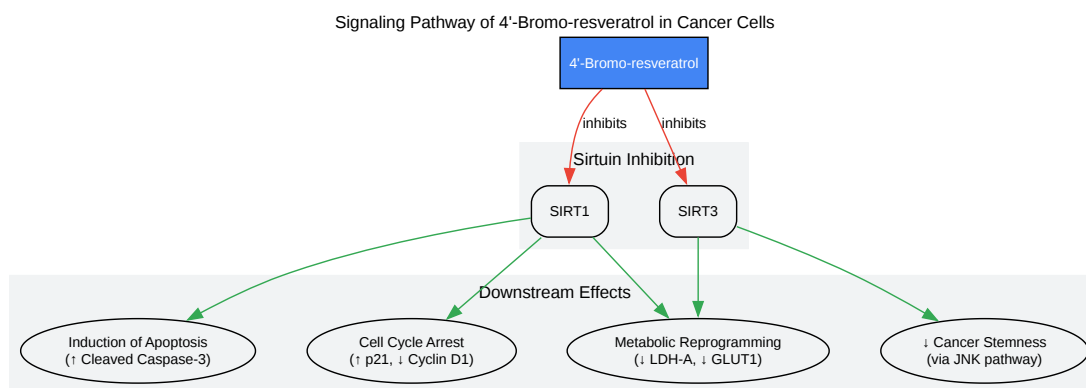 Signaling Pathway of 4'-Bromo-resveratrol in Cancer Cells
4'-Bromo-resveratrol
inhibits
inhibits
Sirtuin Inhibition
SIRT1
SIRT3
Downstream Effects
Induction of Apoptosis
(↑ Cleaved Caspase-3)
Cell Cycle Arrest
(↑ p21, ↓ Cyclin D1)
Metabolic Reprogramming
(↓ LDH-A, ↓ GLUT1)
↓ Cancer Stemness
(via JNK pathway)